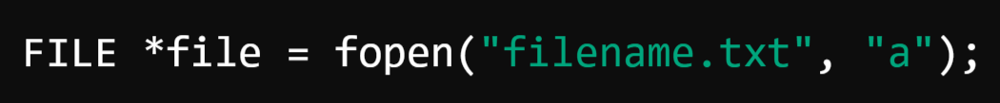 FILE *file = fopen("filename.txt", "a");